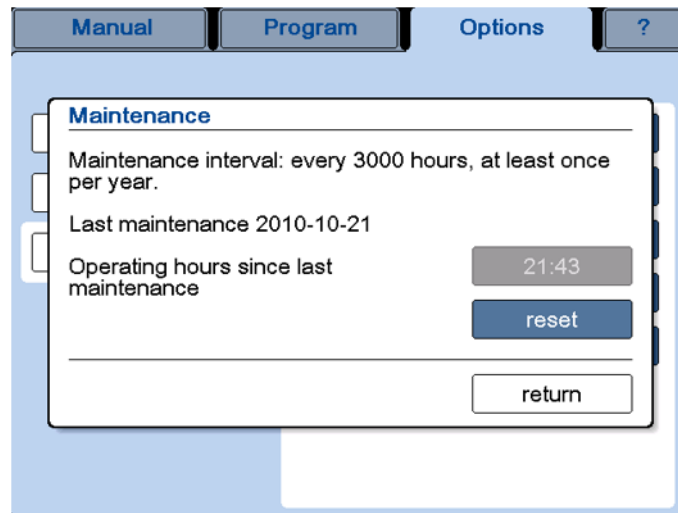 Manual Program Options ?
Maintenance
Maintenance interval: every 3000 hours, at least once
per year.
Last maintenance 2010-10-21
Operating hours since last
maintenance
21:43
reset
return